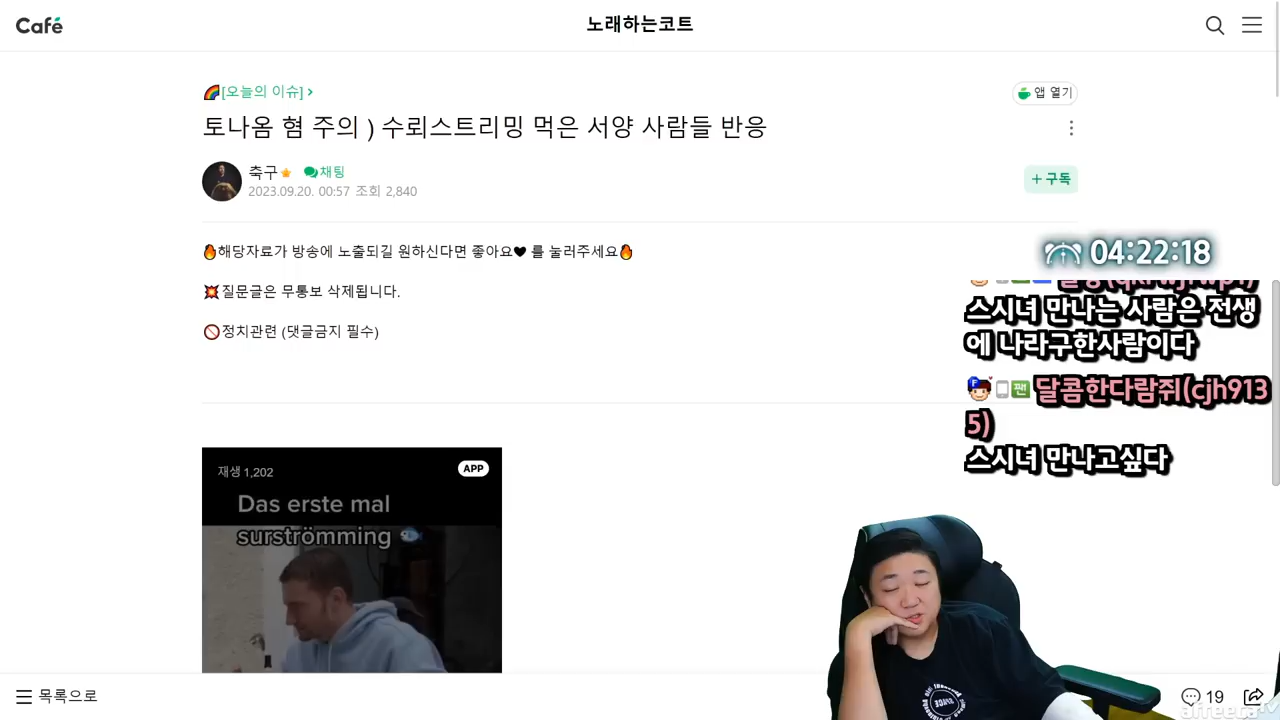 Café
노래하는코트
[오늘의 이슈]
앱 열기
토나옴 혐 주의 ) 수뢰스트리밍 먹은 서양 사람들 반응
축구
채팅
2023.09.20. 00:57 조회 2,840
+ 구독
해당자료가 방송에 노출되길 원하신다면 좋아요🖤 를 눌러주세요
04:22:18
질문글은 무통보 삭제됩니다.
스시녀 만나는 사람은 전생
에 나라구한사람이다
정치관련 (댓글금지 필수)
팬 달콤한다람쥐(cjh913
5)
스시녀 만나고싶다
재생 1,202
APP
Das erste mal
surströmming
목록으로
19
afreecaTV